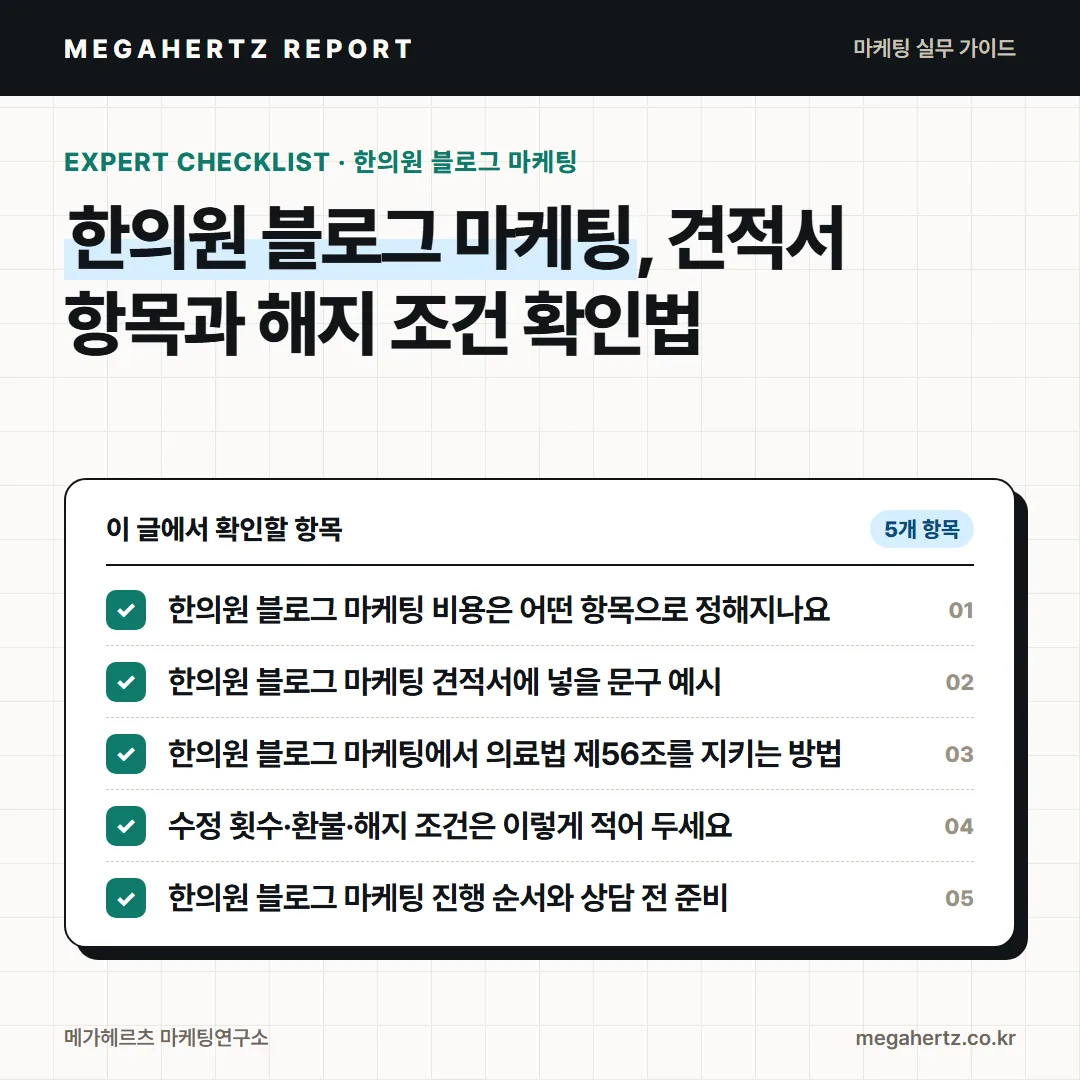 MEGAHERTZ REPORT
마케팅 실무 가이드
EXPERT CHECKLIST · 한의원 블로그 마케팅
한의원 블로그 마케팅, 견적서
항목과 해지 조건 확인법
이 글에서 확인할 항목
5개 항목
한의원 블로그 마케팅 비용은 어떤 항목으로 정해지나요 01
한의원 블로그 마케팅 견적서에 넣을 문구 예시 02
한의원 블로그 마케팅에서 의료법 제56조를 지키는 방법 03
수정 횟수·환불·해지 조건은 이렇게 적어 두세요 04
한의원 블로그 마케팅 진행 순서와 상담 전 준비 05
메가헤르츠 마케팅연구소
megahertz.co.kr